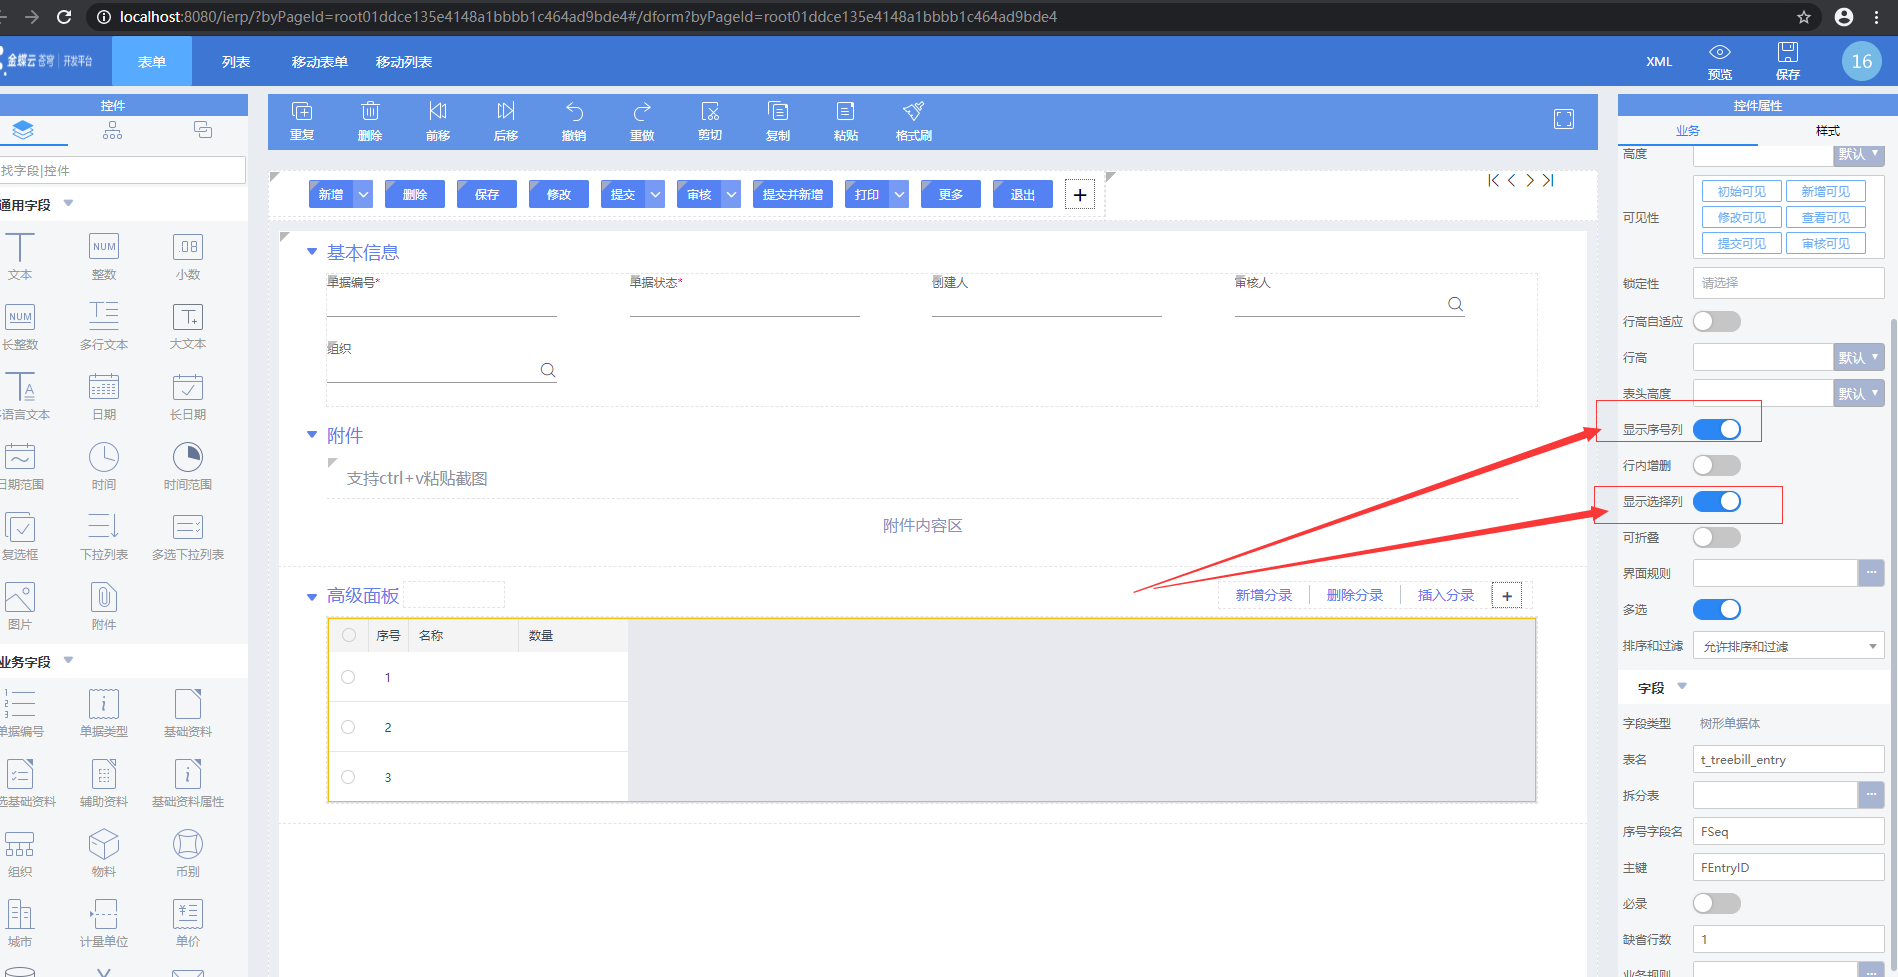 localhost:8080/ierp/?byPageId=root01ddce135e4148a1bbbb1c464ad9bde4#/dform?byPageId=root01ddce135e4148a1bbbb1c464ad9bde4
金蝶云 苍穹 | 开发平台
表单
列表
移动表单
移动列表
XML
预览
保存
16
控件
找字段|控件
通用字段
文本
NUM
整数
.08
小数
NUM
长整数
多行文本
大文本
语言文本
日期
长日期
日期范围
时间
时间范围
复选框
下拉列表
多选下拉列表
图片
附件
业务字段
单据编号
单据类型
基础资料
选基础资料
辅助资料
基础资料属性
组织
物料
币别
城市
计量单位
单价
重复
删除
前移
后移
撤销
重做
剪切
复制
粘贴
格式刷
新增
删除
保存
修改
提交
审核
提交并新增
打印
更多
退出
+
基本信息
单据编号*
单据状态*
创建人
审核人
组织
附件
支持ctrl+v粘贴截图
附件内容区
高级面板
新增分录
删除分录
插入分录
+
序号
名称
数量
1
2
3
控件属性
业务
样式
高度
默认
可见性
初始可见
新增可见
修改可见
查看可见
提交可见
审核可见
锁定性
请选择
行高自适应
行高
默认
表头高度
默认
显示序号列
行内增删
显示选择列
可折叠
界面规则
...
多选
排序和过滤
允许排序和过滤
字段
字段类型
树形单据体
表名
t_treebill_entry
拆分表
...
序号字段名
FSeq
主键
FEntryID
必录
缺省行数
1
业务规则
...